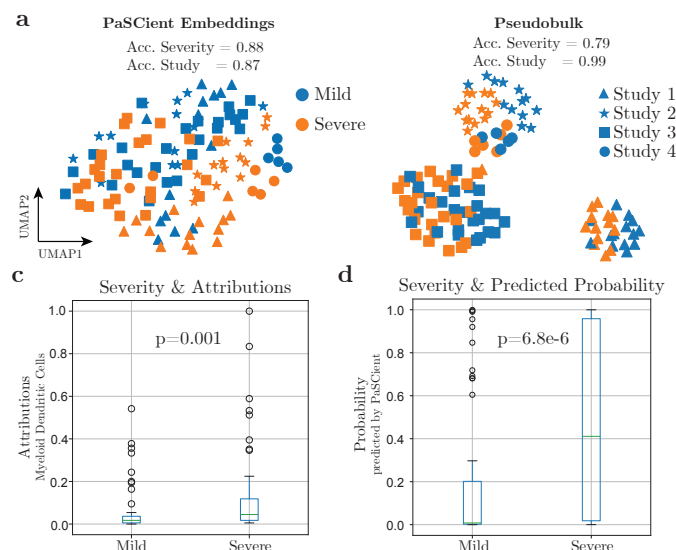 a
PaSCient Embeddings
Acc. Severity = 0.88
Acc. Study = 0.87
Mild
Severe
UMAP2
UMAP1
Pseudobulk
Acc. Severity = 0.79
Acc. Study = 0.99
Study 1
Study 2
Study 3
Study 4
c
Severity & Attributions
p=0.001
1.0
0.8
0.6
0.4
0.2
0.0
Attributions
Myeloid Dendritic Cells
Mild
Severe
d
Severity & Predicted Probability
p=6.8e-6
1.0
0.8
0.6
0.4
0.2
0.0
Probability
predicted by PaSCient
Mild
Severe